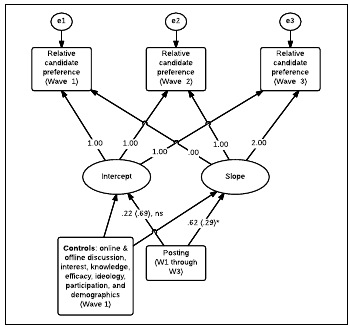 e1
e2
e3
Relative
candidate
preference
(Wave 1)
Relative
candidate
preference
(Wave 2)
Relative
candidate
preference
(Wave 3)
1.00
1.00
1.00
.00
1.00
2.00
Intercept
Slope
.22 (.69), ns
.62 (.29)*
Controls: online &
offline discussion,
interest, knowledge,
efficacy, ideology,
participation, and
demographics
(Wave 1)
Posting
(W1 through
W3)